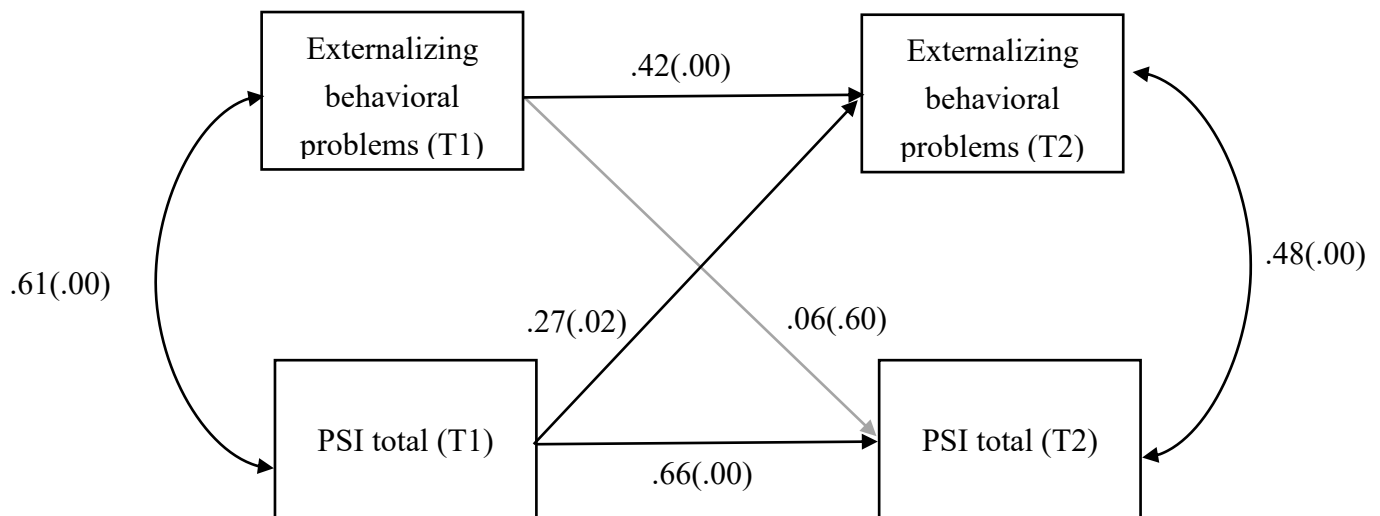 Externalizing
behavioral
problems (T1)
.42(.00)
Externalizing
behavioral
problems (T2)
.61(.00)
.48(.00)
.27(.02)
.06(.60)
PSI total (T1)
.66(.00)
PSI total (T2)